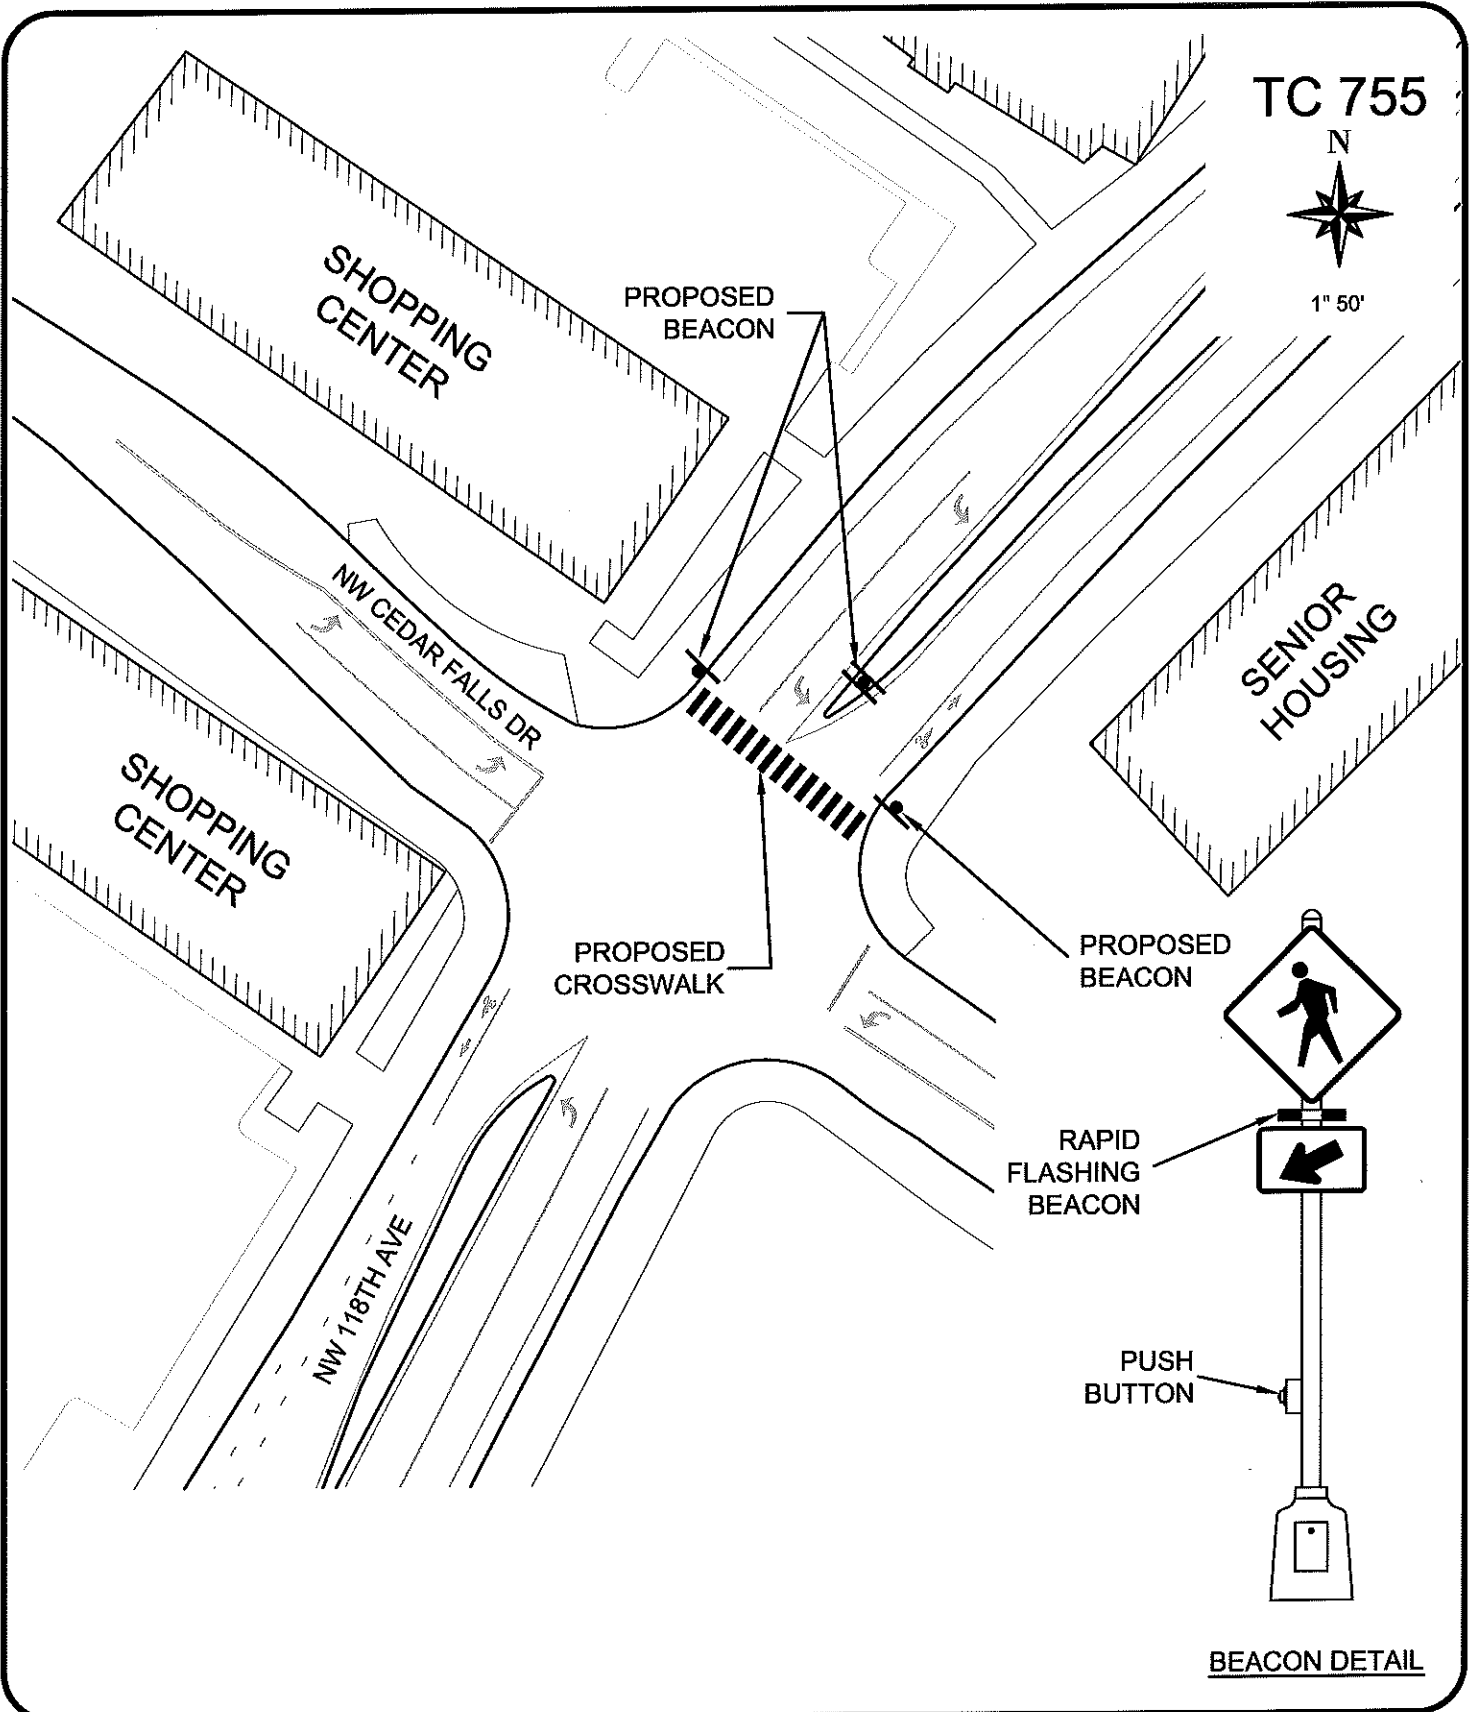 TC 755
N
1" 50'
SHOPPING
CENTER
PROPOSED
BEACON
NW CEDAR FALLS DR
SENIOR
HOUSING
SHOPPING
CENTER
PROPOSED
CROSSWALK
PROPOSED
BEACON
RAPID
FLASHING
BEACON
NW 118TH AVE
PUSH
BUTTON
BEACON DETAIL